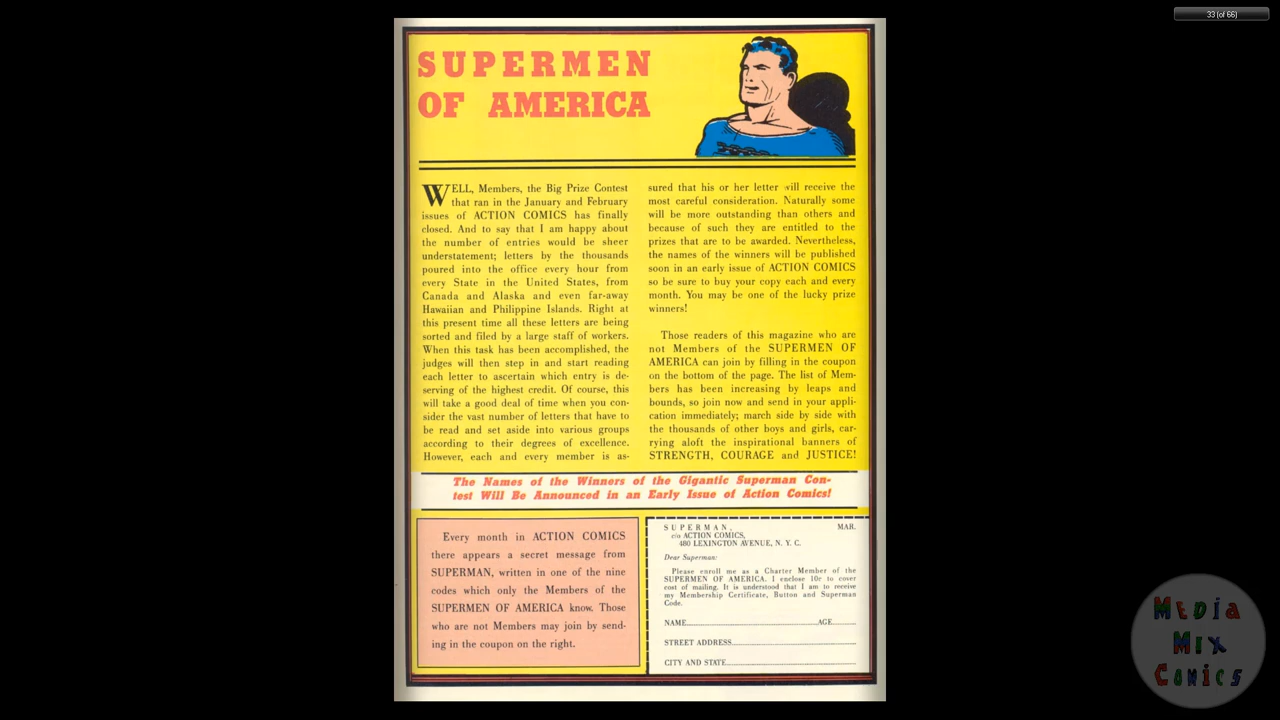 33 (of 66)
SUPERMEN
OF AMERICA
WELL, Members, the Big Prize Contest
that ran in the January and February
issues of ACTION COMICS has finally
closed. And to say that I am happy about
the number of entries would be sheer
understatement; letters by the thousands
poured into the office every hour from
every State in the United States, from
Canada and Alaska and even far-away
Hawaiian and Philippine Islands. Right at
this present time all these letters are being
sorted and filed by a large staff of workers.
When this task has been accomplished, the
judges will then step in and start reading
each letter to ascertain which entry is de-
serving of the highest credit. Of course, this
will take a good deal of time when you con-
sider the vast number of letters that have to
be read and set aside into various groups
according to their degrees of excellence.
However, each and every member is as-
sured that his or her letter will receive the
most careful consideration. Naturally some
will be more outstanding than others and
because of such they are entitled to the
prizes that are to be awarded. Nevertheless,
the names of the winners will be published
soon in an early issue of ACTION COMICS
so be sure to buy your copy each and every
month. You may be one of the lucky prize
winners!
Those readers of this magazine who are
not Members of the SUPERMEN OF
AMERICA can join by filling in the coupon
on the bottom of the page. The list of Mem-
bers has been increasing by leaps and
bounds, so join now and send in your appli-
cation immediately; march side by side with
the thousands of other boys and girls, car-
rying aloft the inspirational banners of
STRENGTH, COURAGE and JUSTICE!
The Names of the Winners of the Gigantic Superman Con-
test Will Be Announced in an Early Issue of Action Comics!
Every month in ACTION COMICS
there appears a secret message from
SUPERMAN, written in one of the nine
codes which only the Members of the
SUPERMEN OF AMERICA know. Those
who are not Members may join by send-
ing in the coupon on the right.
SUPERMAN, MAR.
c/o ACTION COMICS,
480 LEXINGTON AVENUE, N. Y. C.
Dear Superman:
Please enroll me as a Charter Member of the
SUPERMEN OF AMERICA. I enclose 10c to cover
cost of mailing. It is understood that I am to receive
my Membership Certificate, Button and Superman
Code.
NAME AGE
STREET ADDRESS
CITY AND STATE
MEDIA
MIX
COMICS